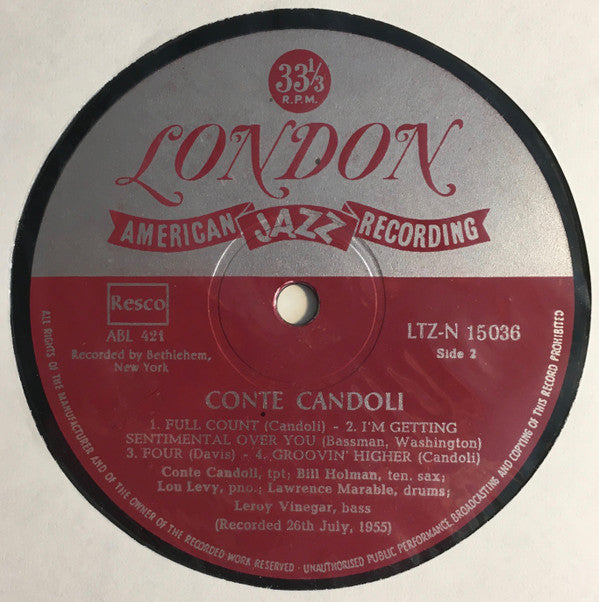 33⅓
R.P.M.
LONDON
AMERICAN JAZZ RECORDING
Resco
ABL 421
Recorded by Bethlehem,
New York
LTZ-N 15036
Side 2
CONTE CANDOLI
1. FULL COUNT (Candoli) - 2. I'M GETTING
SENTIMENTAL OVER YOU (Bassman, Washington)
3. FOUR (Davis) - 4. GROOVIN' HIGHER (Candoli)
Conte Candoli, tpt; Bill Holman, ten. sax;
Lou Levy, pno.; Lawrence Marable, drums;
Leroy Vinegar, bass
(Recorded 26th July, 1955)
ALL RIGHTS OF THE MANUFACTURER AND OF THE OWNER OF THE RECORDED WORK RESERVED · UNAUTHORISED PUBLIC PERFORMANCE BROADCASTING AND COPYING OF THIS RECORD PROHIBITED